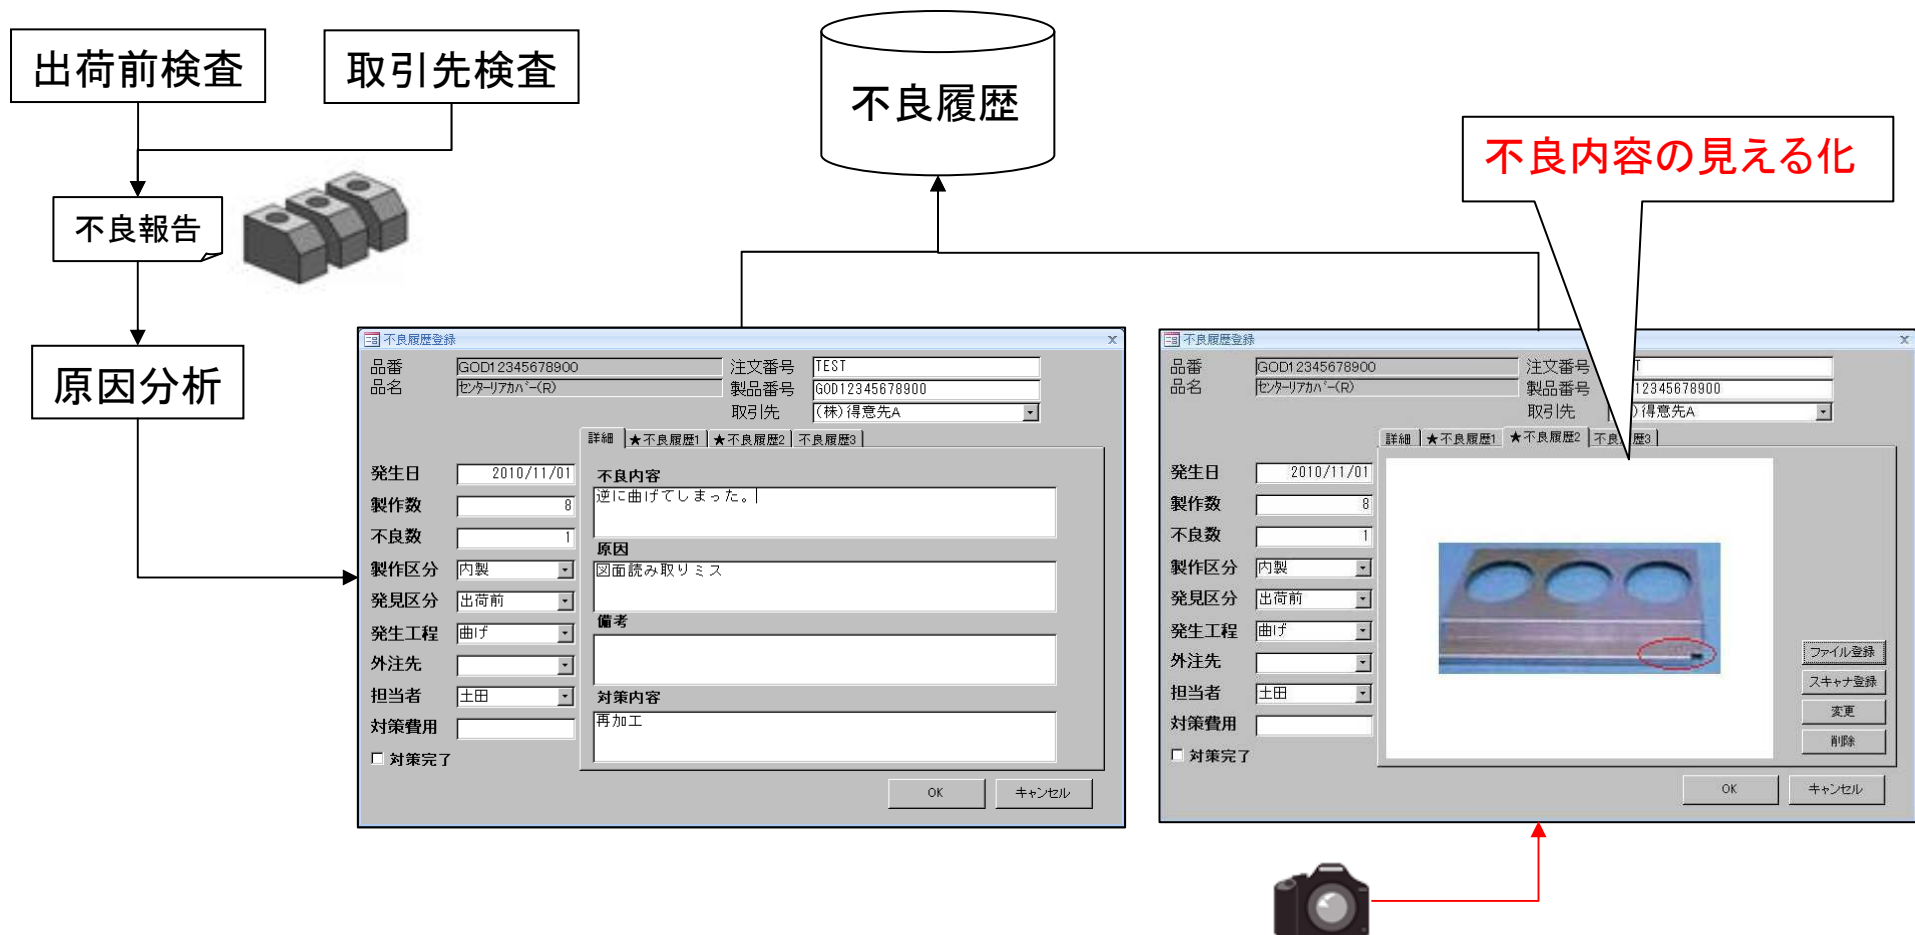 出荷前検査
取引先検査
不良報告
原因分析
不良履歴
不良内容の見える化
不良履歴登録
品番 GOD12345678900 注文番号 TEST
品名 センターリアカバー(R) 製品番号 GOD12345678900
取引先 (株)得意先A
詳細 ★不良履歴1 ★不良履歴2 不良履歴3
発生日 2010/11/01
製作数 8
不良数 1
製作区分 内製
発見区分 出荷前
発生工程 曲げ
外注先
担当者 土田
対策費用
対策完了
不良内容
逆に曲げてしまった。
原因
図面読み取りミス
備考
対策内容
再加工
OK キャンセル
不良履歴登録
品番 GOD12345678900 注文番号 T
品名 センターリアカバー(R) 製品番号 12345678900
取引先 )得意先A
詳細 ★不良履歴1 ★不良履歴2 不良履歴3
発生日 2010/11/01
製作数 8
不良数 1
製作区分 内製
発見区分 出荷前
発生工程 曲げ
外注先
担当者 土田
対策費用
対策完了
ファイル登録
スキャナ登録
変更
削除
OK キャンセル